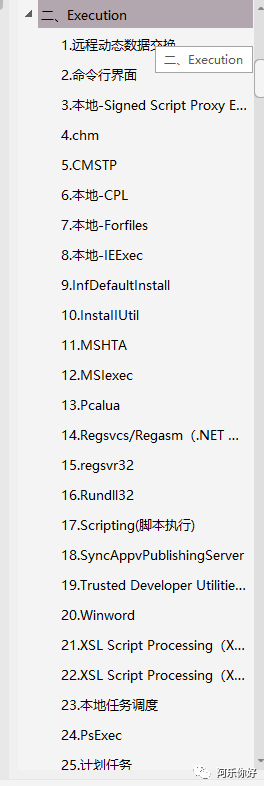 二、Execution
1.远程动态数据交换
二、Execution
2.命令行界面
3.本地-Signed Script Proxy E...
4.chm
5.CMSTP
6.本地-CPL
7.本地-Forfiles
8.本地-IEExec
9.InfDefaultInstall
10.InstallUtil
11.MSHTA
12.MSIexec
13.Pcalua
14.Regsvcs/Regasm（.NET ...
15.regsvr32
16.Rundll32
17.Scripting(脚本执行)
18.SyncAppvPublishingServer
19.Trusted Developer Utilitie...
20.Winword
21.XSL Script Processing（X...
22.XSL Script Processing（X...
23.本地任务调度
24.PsExec
25.计划任务
阿乐你好